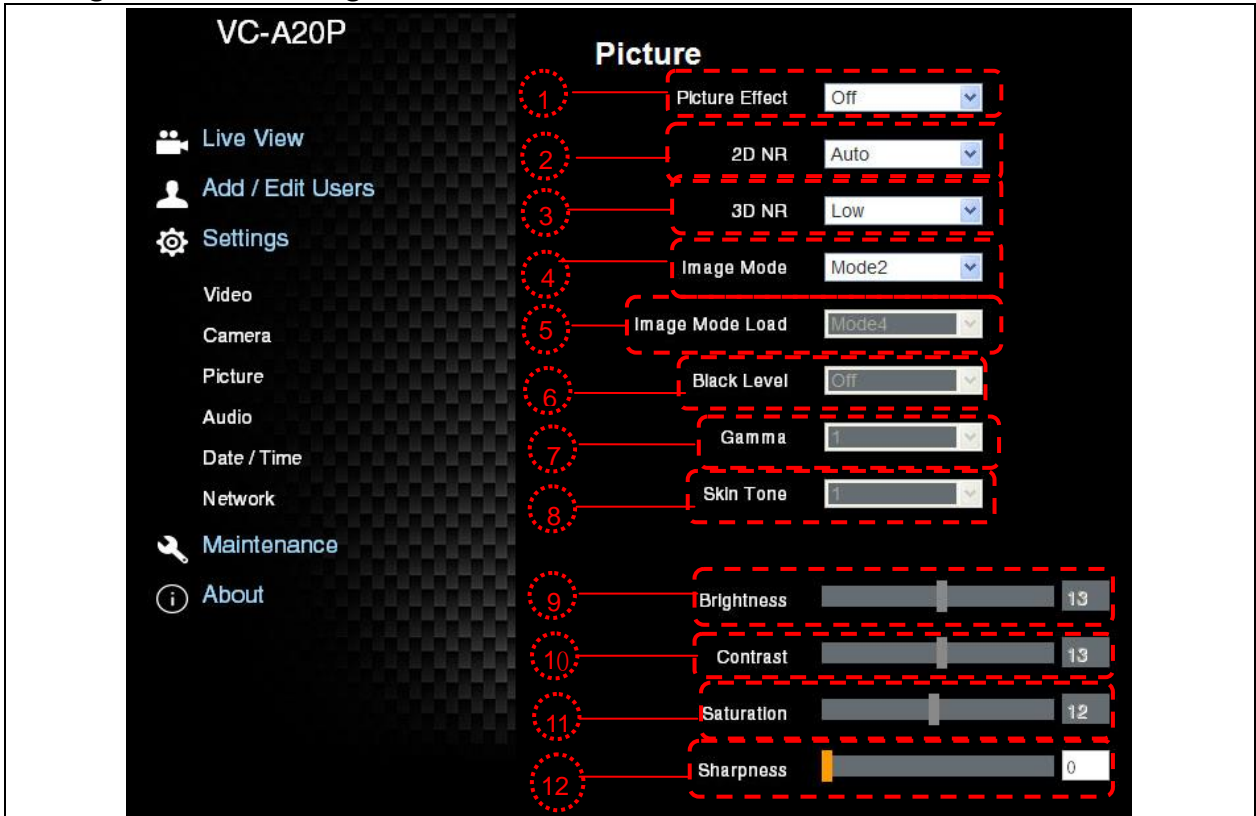 VC-A20P
Live View
Add / Edit Users
Settings
Video
Camera
Picture
Audio
Date / Time
Network
Maintenance
About
Picture
1 Picture Effect Off
2 2D NR Auto
3 3D NR Low
4 Image Mode Mode2
5 Image Mode Load Mode4
6 Black Level Off
7 Gamma 1
8 Skin Tone 1
9 Brightness 13
10 Contrast 13
11 Saturation 12
12 Sharpness 0